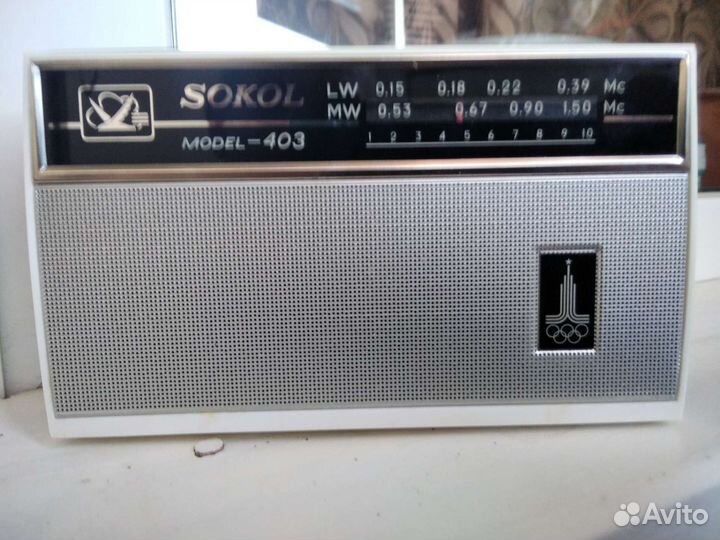 SOKOL
MODEL-403
LW 0,15 0,18 0,22 0,39 Mc
MW 0,53 0,67 0,90 1,50 Mc
1 2 3 4 5 6 7 8 9 10
Avito